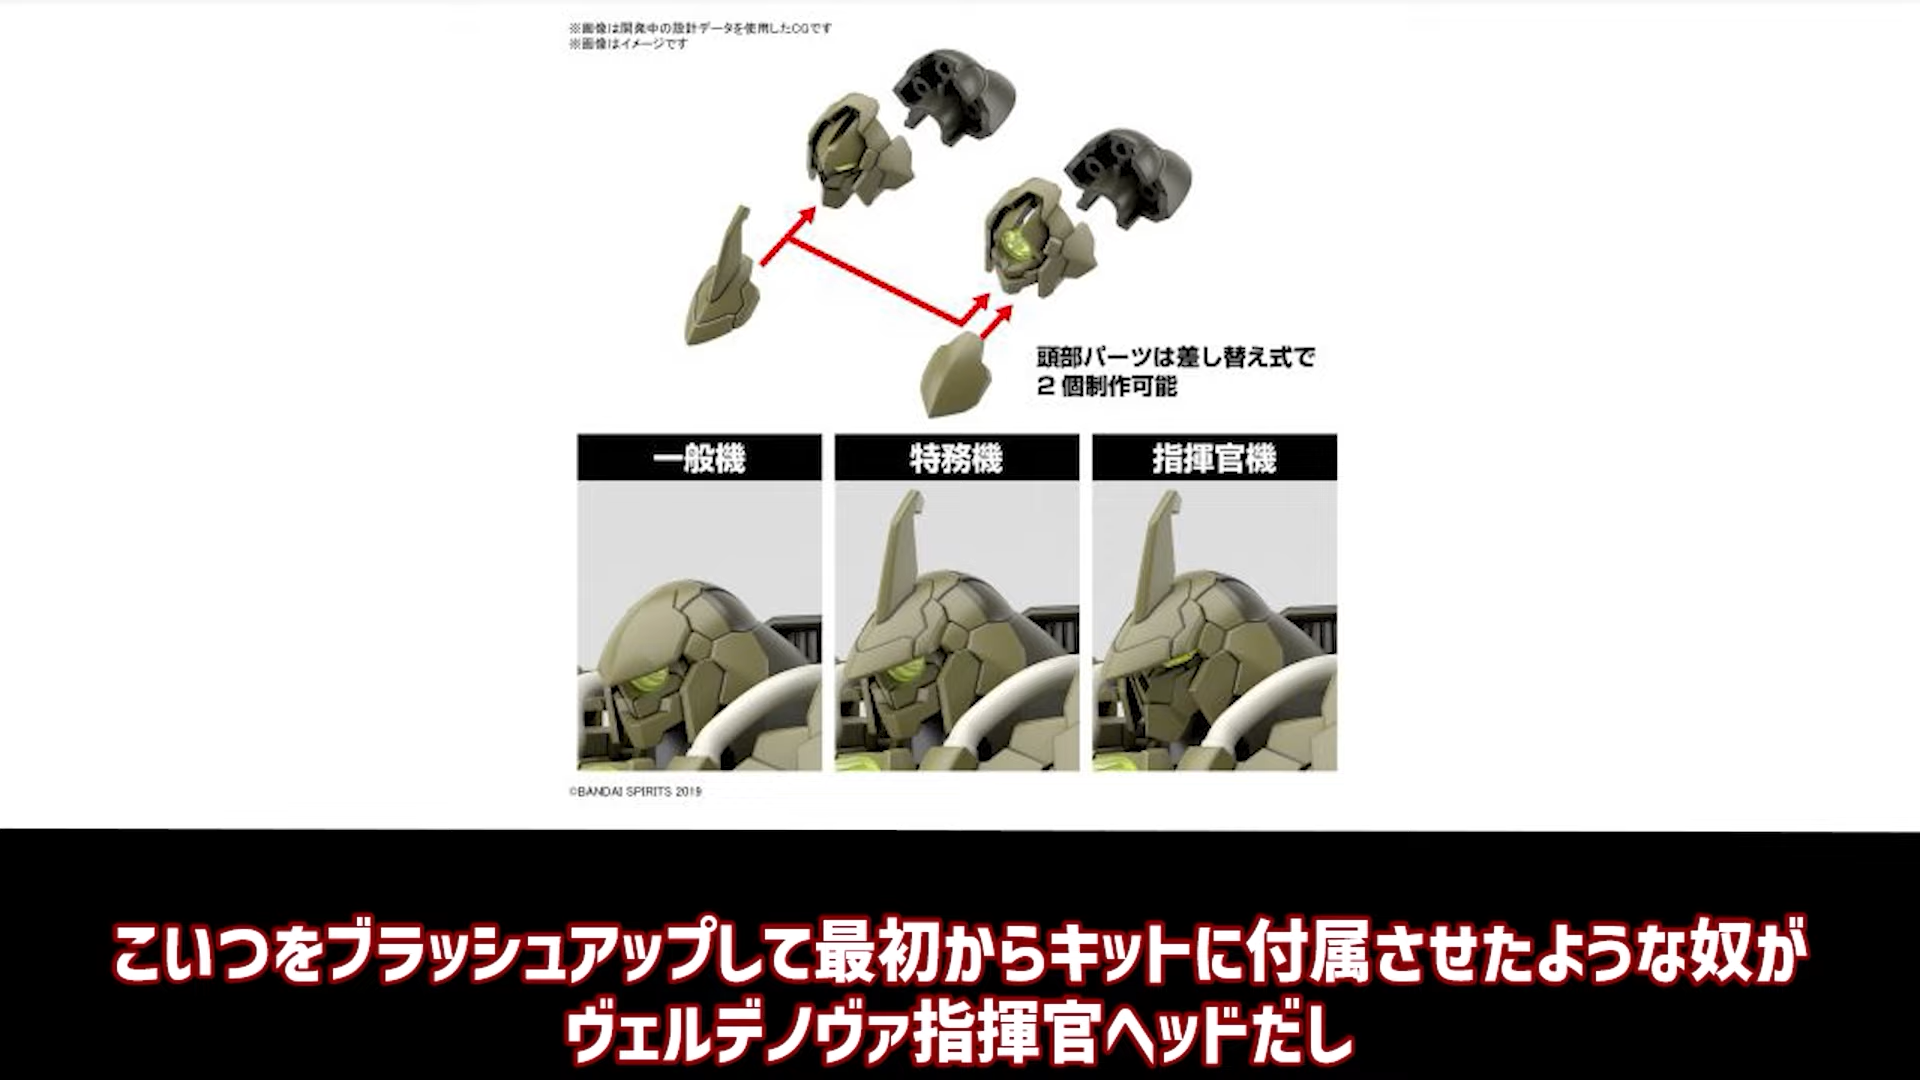 ※画像は開発中の設計データを使用したCGです
※画像はイメージです
頭部パーツは差し替え式で
2個制作可能
一般機
特務機
指揮官機
©BANDAI SPIRITS 2019
こいつをブラッシュアップして最初からキットに付属させたような奴が
ヴェルデノヴァ指揮官ヘッドだし